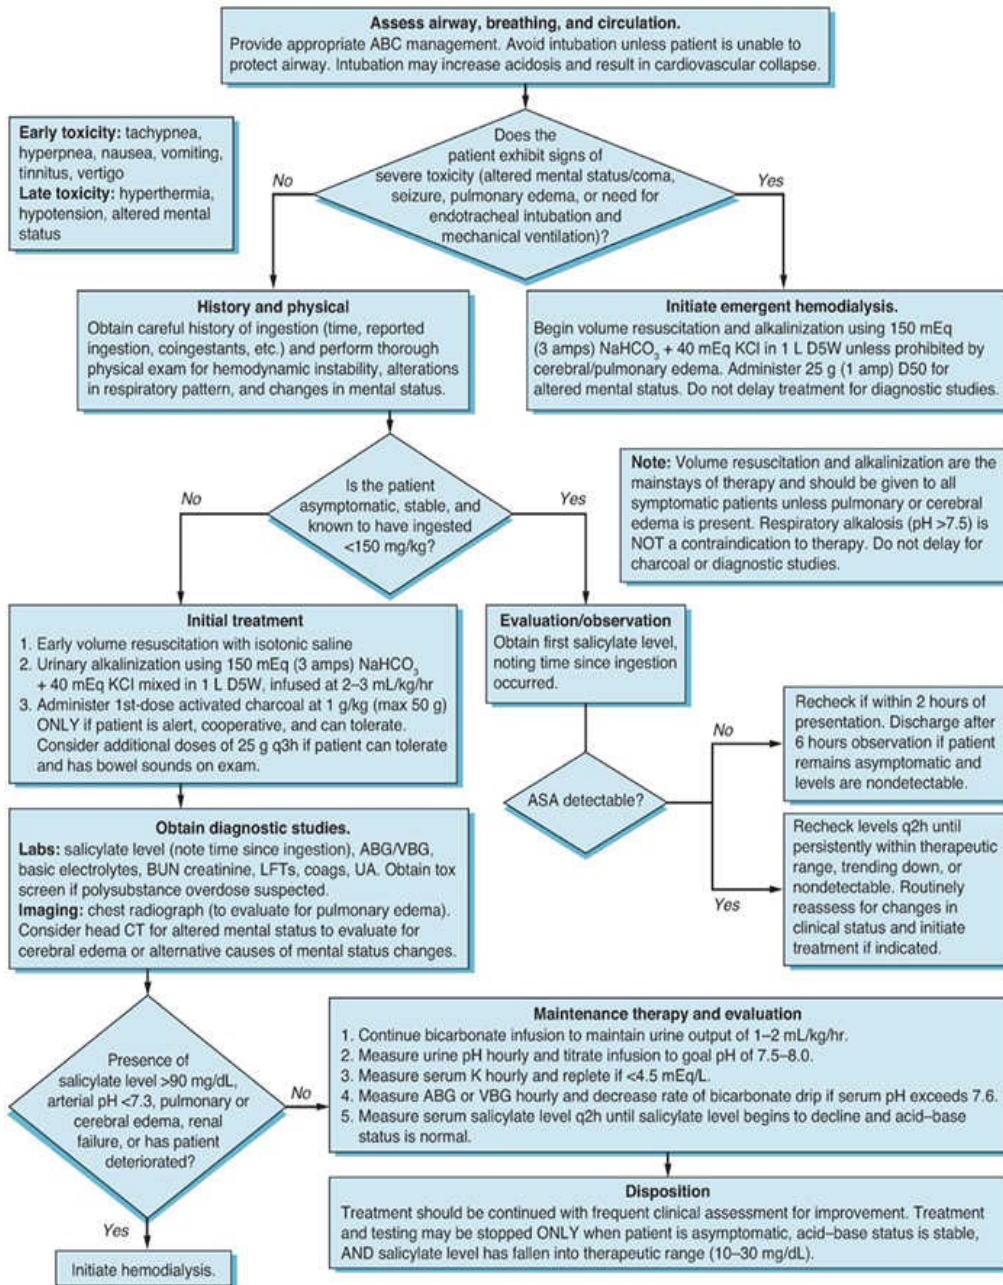 Assess airway, breathing, and circulation.
Provide appropriate ABC management. Avoid intubation unless patient is unable to
protect airway. Intubation may increase acidosis and result in cardiovascular collapse.
Early toxicity: tachypnea,
hyperpnea, nausea, vomiting,
tinnitus, vertigo
Late toxicity: hyperthermia,
hypotension, altered mental
status
Does the
patient exhibit signs of
severe toxicity (altered mental status/coma,
seizure, pulmonary edema, or need for
endotracheal intubation and
mechanical ventilation)?
No
Yes
History and physical
Obtain careful history of ingestion (time, reported
ingestion, coingestants, etc.) and perform thorough
physical exam for hemodynamic instability, alterations
in respiratory pattern, and changes in mental status.
Initiate emergent hemodialysis.
Begin volume resuscitation and alkalinization using 150 mEq
(3 amps) NaHCO₃ + 40 mEq KCl in 1 L D5W unless prohibited by
cerebral/pulmonary edema. Administer 25 g (1 amp) D50 for
altered mental status. Do not delay treatment for diagnostic studies.
Is the patient
asymptomatic, stable, and
known to have ingested
<150 mg/kg?
No
Yes
Note: Volume resuscitation and alkalinization are the
mainstays of therapy and should be given to all
symptomatic patients unless pulmonary or cerebral
edema is present. Respiratory alkalosis (pH >7.5) is
NOT a contraindication to therapy. Do not delay for
charcoal or diagnostic studies.
Initial treatment
1. Early volume resuscitation with isotonic saline
2. Urinary alkalinization using 150 mEq (3 amps) NaHCO₃
+ 40 mEq KCl mixed in 1 L D5W, infused at 2–3 mL/kg/hr
3. Administer 1st-dose activated charcoal at 1 g/kg (max 50 g)
ONLY if patient is alert, cooperative, and can tolerate.
Consider additional doses of 25 g q3h if patient can tolerate
and has bowel sounds on exam.
Evaluation/observation
Obtain first salicylate level,
noting time since ingestion
occurred.
ASA detectable?
No
Recheck if within 2 hours of
presentation. Discharge after
6 hours observation if patient
remains asymptomatic and
levels are nondetectable.
Yes
Recheck levels q2h until
persistently within therapeutic
range, trending down, or
nondetectable. Routinely
reassess for changes in
clinical status and initiate
treatment if indicated.
Obtain diagnostic studies.
Labs: salicylate level (note time since ingestion), ABG/VBG,
basic electrolytes, BUN creatinine, LFTs, coags, UA. Obtain tox
screen if polysubstance overdose suspected.
Imaging: chest radiograph (to evaluate for pulmonary edema).
Consider head CT for altered mental status to evaluate for
cerebral edema or alternative causes of mental status changes.
Presence of
salicylate level >90 mg/dL,
arterial pH <7.3, pulmonary or
cerebral edema, renal
failure, or has patient
deteriorated?
No
Yes
Maintenance therapy and evaluation
1. Continue bicarbonate infusion to maintain urine output of 1–2 mL/kg/hr.
2. Measure urine pH hourly and titrate infusion to goal pH of 7.5–8.0.
3. Measure serum K hourly and replete if <4.5 mEq/L.
4. Measure ABG or VBG hourly and decrease rate of bicarbonate drip if serum pH exceeds 7.6.
5. Measure serum salicylate level q2h until salicylate level begins to decline and acid–base
status is normal.
Disposition
Treatment should be continued with frequent clinical assessment for improvement. Treatment
and testing may be stopped ONLY when patient is asymptomatic, acid–base status is stable,
AND salicylate level has fallen into therapeutic range (10–30 mg/dL).
Initiate hemodialysis.